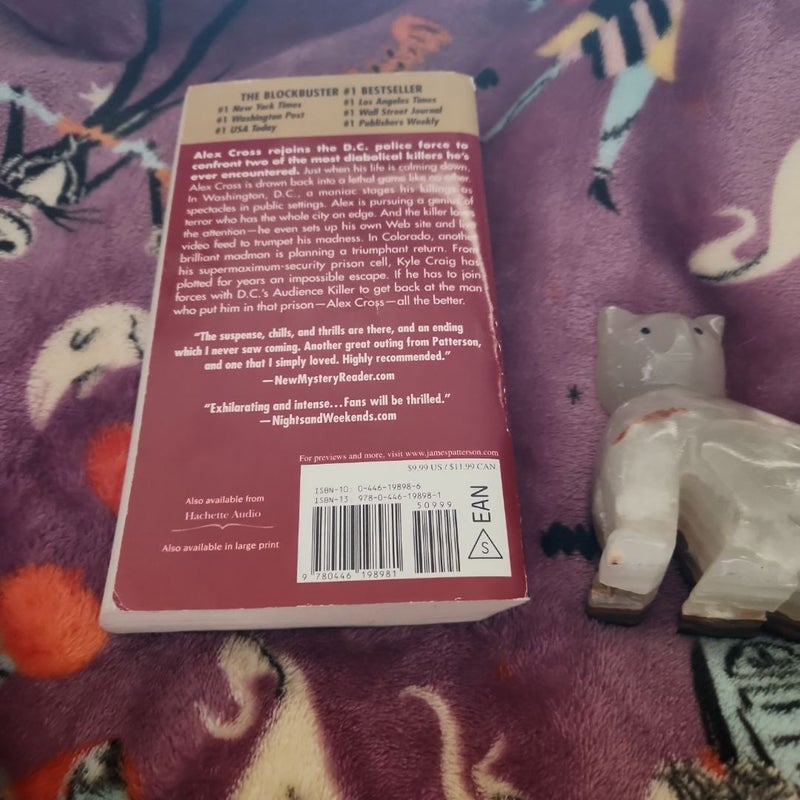 THE BLOCKBUSTER #1 BESTSELLER
#1 New York Times
#1 Washington Post
#1 USA Today
#1 Los Angeles Times
#1 Wall Street Journal
#1 Publishers Weekly
Alex Cross rejoins the D.C. police force to
confront two of the most diabolical killers he's
ever encountered. Just when his life is calming down,
Alex Cross is drawn back into a lethal game like no other.
In Washington, D.C., a maniac stages his killings as
spectacles in public settings. Alex is pursuing a genius of
terror who has the whole city on edge. And the killer loves
the attention—he even sets up his own Web site and live
video feed to trumpet his madness. In Colorado, another
brilliant madman is planning a triumphant return. From
his supermaximum-security prison cell, Kyle Craig has
plotted for years an impossible escape. If he has to join
forces with D.C.'s Audience Killer to get back at the man
who put him in that prison—Alex Cross—all the better.
"The suspense, chills, and thrills are there, and an ending
which I never saw coming. Another great outing from Patterson,
and one that I simply loved. Highly recommended."
—NewMysteryReader.com
"Exhilarating and intense...Fans will be thrilled."
—NightsandWeekends.com
For previews and more, visit www.jamespatterson.com
$9.99 US / $11.99 CAN
ISBN-10: 0-446-19898-6
ISBN-13: 978-0-446-19898-1
50999
9 780446 198981
S EAN
Also available from
Hachette Audio
Also available in large print